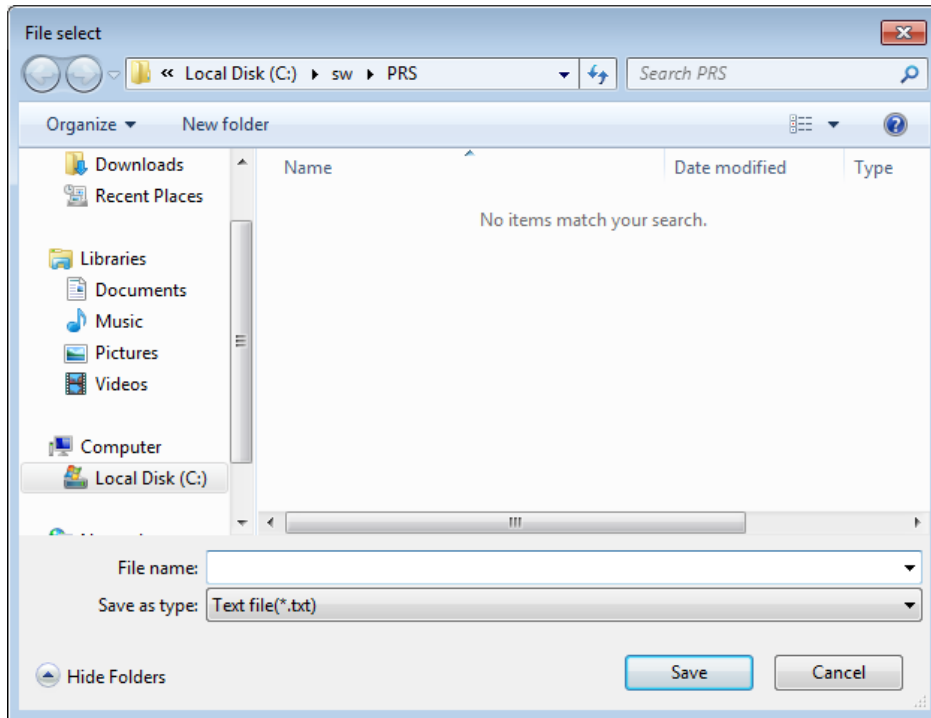 File select
« Local Disk (C:) ▸ sw ▸ PRS
Search PRS
Organize
New folder
Downloads
Recent Places
Libraries
Documents
Music
Pictures
Videos
Computer
Local Disk (C:)
Name
Date modified
Type
No items match your search.
File name:
Save as type: Text file(*.txt)
Hide Folders
Save
Cancel